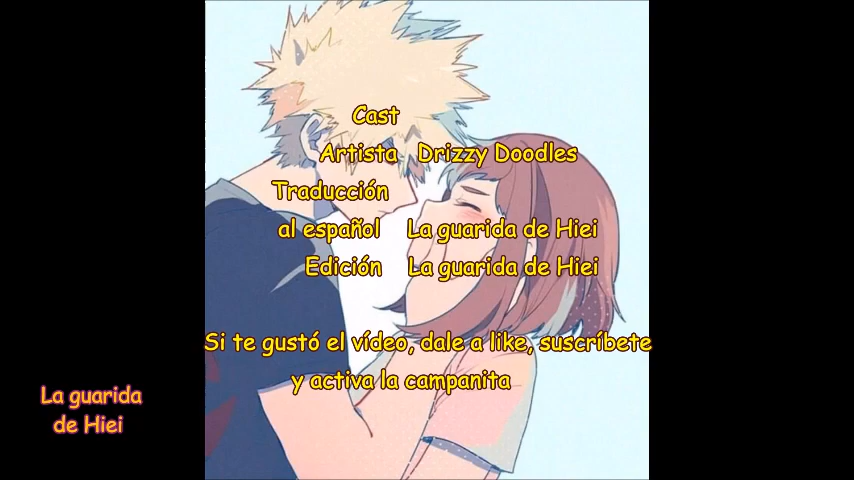 Cast
Artista Drizzy Doodles
Traducción
al español La guarida de Hiei
Edición La guarida de Hiei
Si te gustó el vídeo, dale a like, suscríbete
y activa la campanita
La guarida
de Hiei